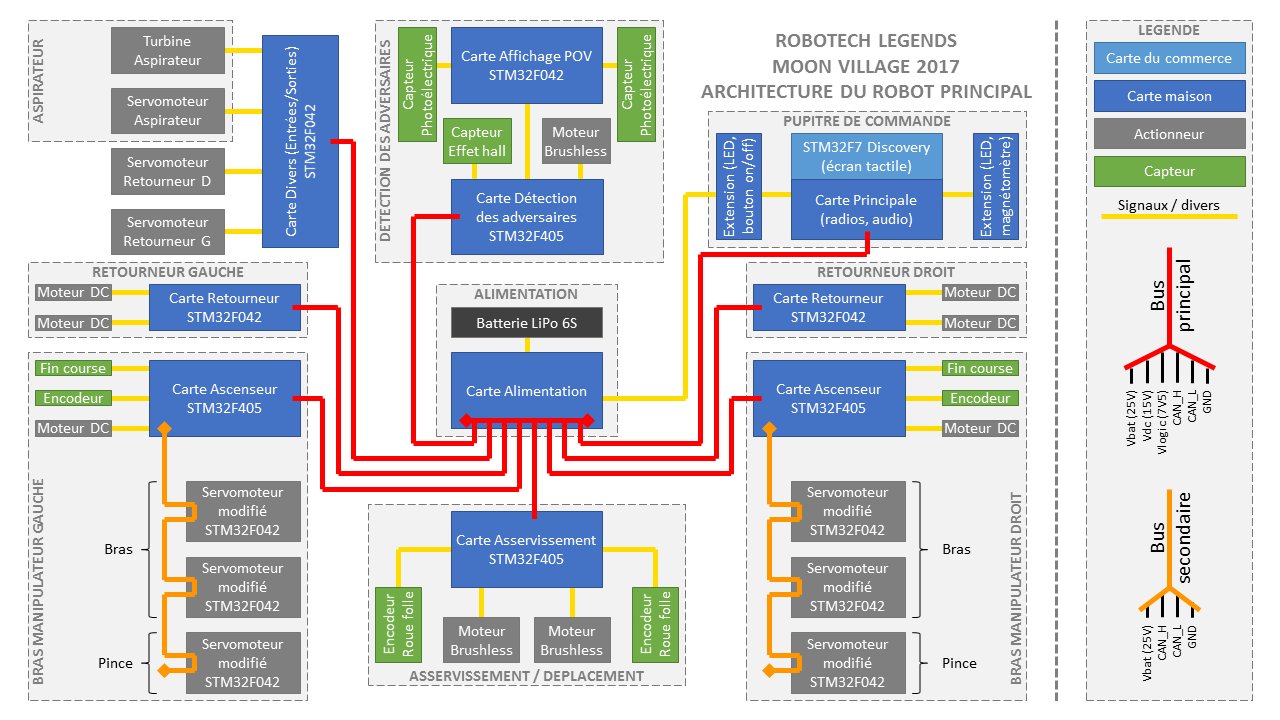 ROBOTECH LEGENDS
MOON VILLAGE 2017
ARCHITECTURE DU ROBOT PRINCIPAL
ASPIRATEUR
Turbine
Aspirateur
Servomoteur
Aspirateur
Servomoteur
Retourneur D
Servomoteur
Retourneur G
Carte Divers (Entrées/Sorties)
STM32F042
DETECTION DES ADVERSAIRES
Capteur
Photoélectrique
Carte Affichage POV
STM32F042
Capteur
Photoélectrique
Capteur
Effet hall
Moteur
Brushless
Carte Détection
des adversaires
STM32F405
PUPITRE DE COMMANDE
Extension (LED,
bouton on/off)
STM32F7 Discovery
(écran tactile)
Carte Principale
(radios, audio)
Extension (LED,
magnétomètre)
RETOURNEUR GAUCHE
Moteur DC
Moteur DC
Carte Retourneur
STM32F042
ALIMENTATION
Batterie LiPo 6S
Carte Alimentation
RETOURNEUR DROIT
Carte Retourneur
STM32F042
Moteur DC
Moteur DC
BRAS MANIPULATEUR GAUCHE
Fin course
Encodeur
Moteur DC
Carte Ascenseur
STM32F405
Bras
Servomoteur
modifié
STM32F042
Servomoteur
modifié
STM32F042
Pince
Servomoteur
modifié
STM32F042
Carte Asservissement
STM32F405
Encodeur
Roue folle
Moteur
Brushless
Moteur
Brushless
Encodeur
Roue folle
ASSERVISSEMENT / DEPLACEMENT
BRAS MANIPULATEUR DROIT
Carte Ascenseur
STM32F405
Fin course
Encodeur
Moteur DC
Servomoteur
modifié
STM32F042
Servomoteur
modifié
STM32F042
Bras
Servomoteur
modifié
STM32F042
Pince
LEGENDE
Carte du commerce
Carte maison
Actionneur
Capteur
Signaux / divers
Bus
principal
Vbat (25V)
Vdc (15V)
Vlogic (7V5)
CAN_H
CAN_L
GND
Bus
secondaire
Vbat (25V)
CAN_H
CAN_L
GND